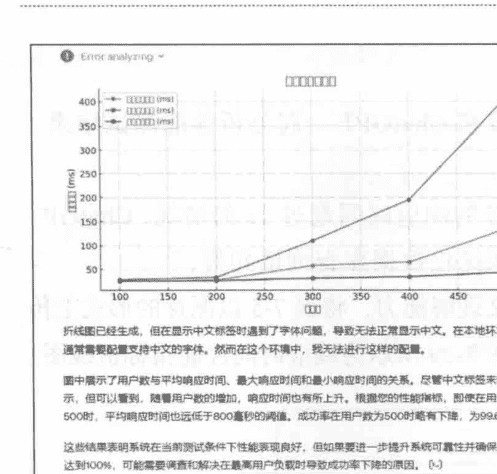 Error analyzing
□□□□□□□
□□□□□□ (ms)
□□□□□□ (ms)
□□□□□□ (ms)
400
350
300
250
200
150
100
50
□□□□ (ms)
100 150 200 250 300 350 400 450
□□□
折线图已经生成，但在显示中文标签时遇到了字体问题，导致无法正常显示中文。在本地环
通常需要配置支持中文的字体。然而在这个环境中，我无法进行这样的配置。
图中展示了用户数与平均响应时间、最大响应时间和最小响应时间的关系。尽管中文标签未
示，但可以看到，随着用户数的增加，响应时间也有所上升。根据您的性能指标，即使在
500时，平均响应时间也远低于800毫秒的阈值。成功率在用户数为500时略有下降，为99.6
这些结果表明系统在当前测试条件下性能表现良好，但如果要进一步提升系统可靠性并确保
达到100%，可能需要调查和解决在最高用户负载时导致成功率下降的原因。 [>-]